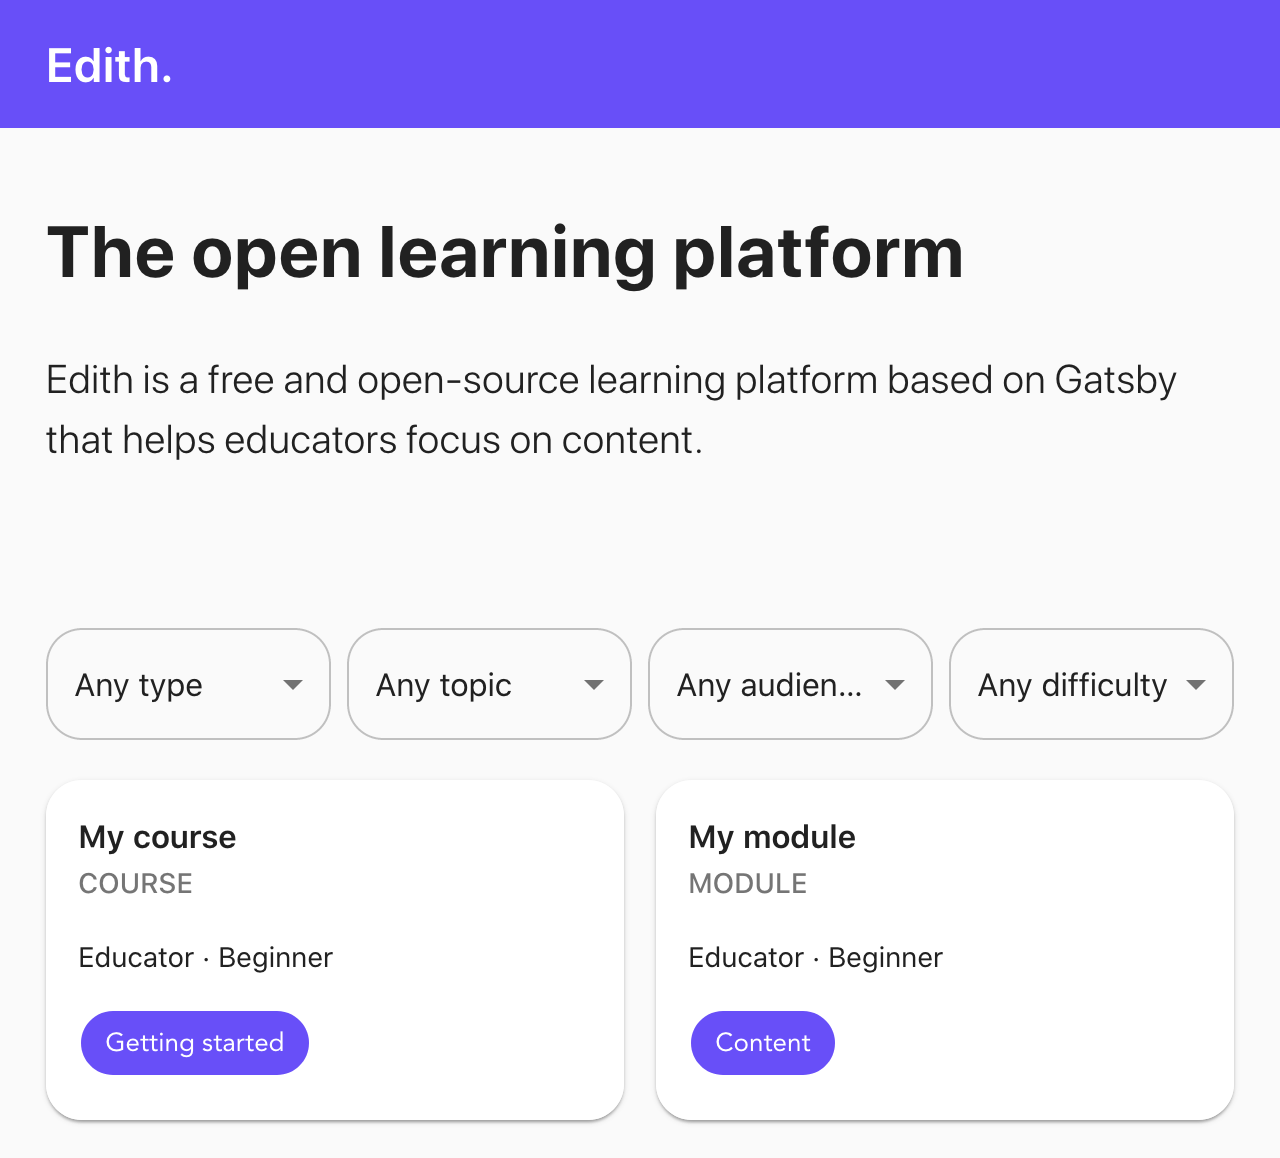 Edith.
The open learning platform
Edith is a free and open-source learning platform based on Gatsby
that helps educators focus on content.
Any type
Any topic
Any audien...
Any difficulty
My course
COURSE
Educator · Beginner
Getting started
My module
MODULE
Educator · Beginner
Content